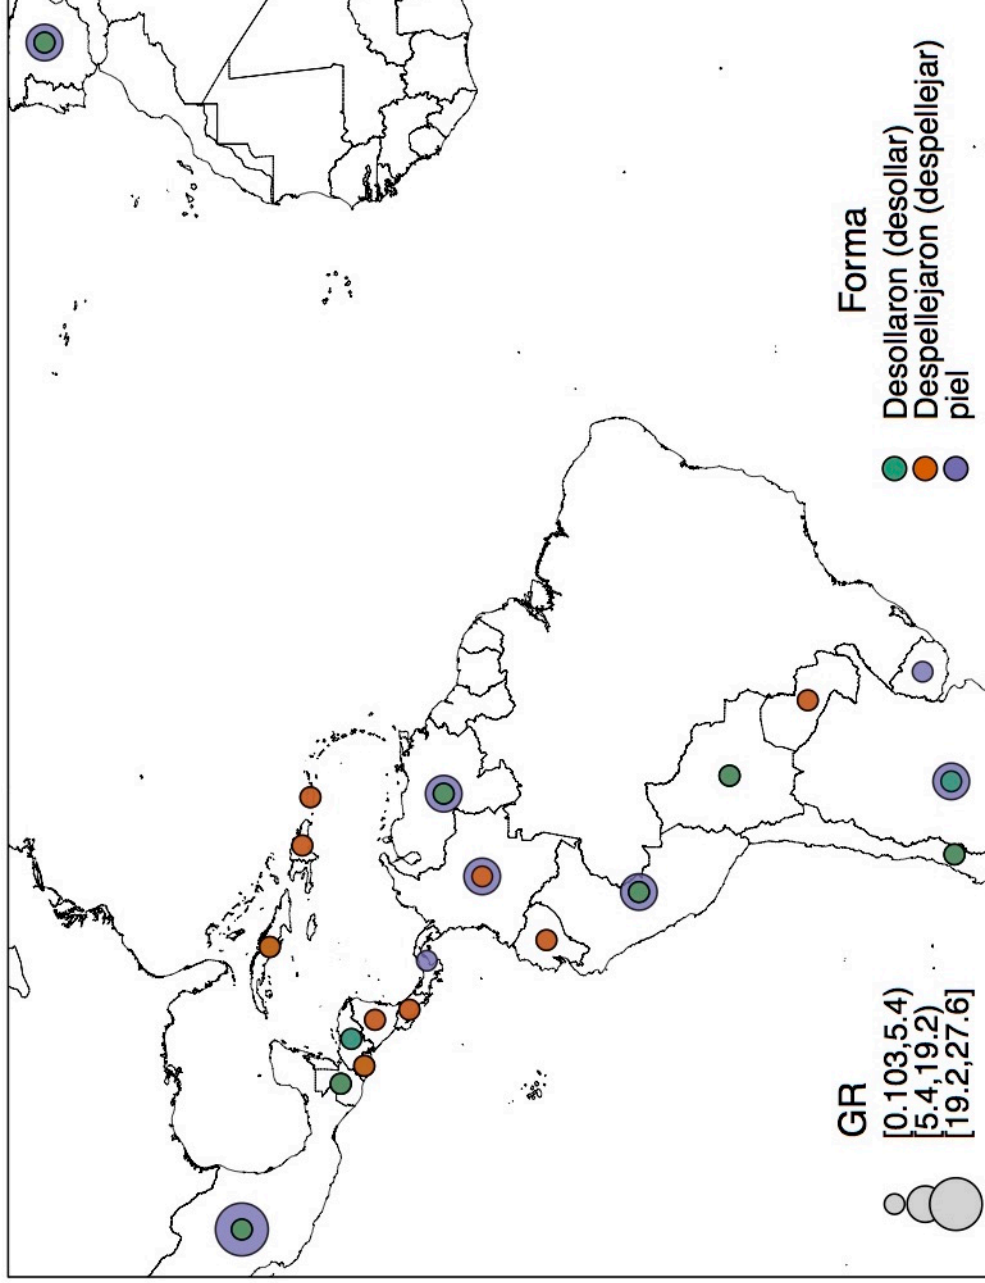 GR
[0.103,5.4)
[5.4,19.2)
[19.2,27.6]
Forma
Desollaron (desollar)
Despellejaron (despellejar)
piel